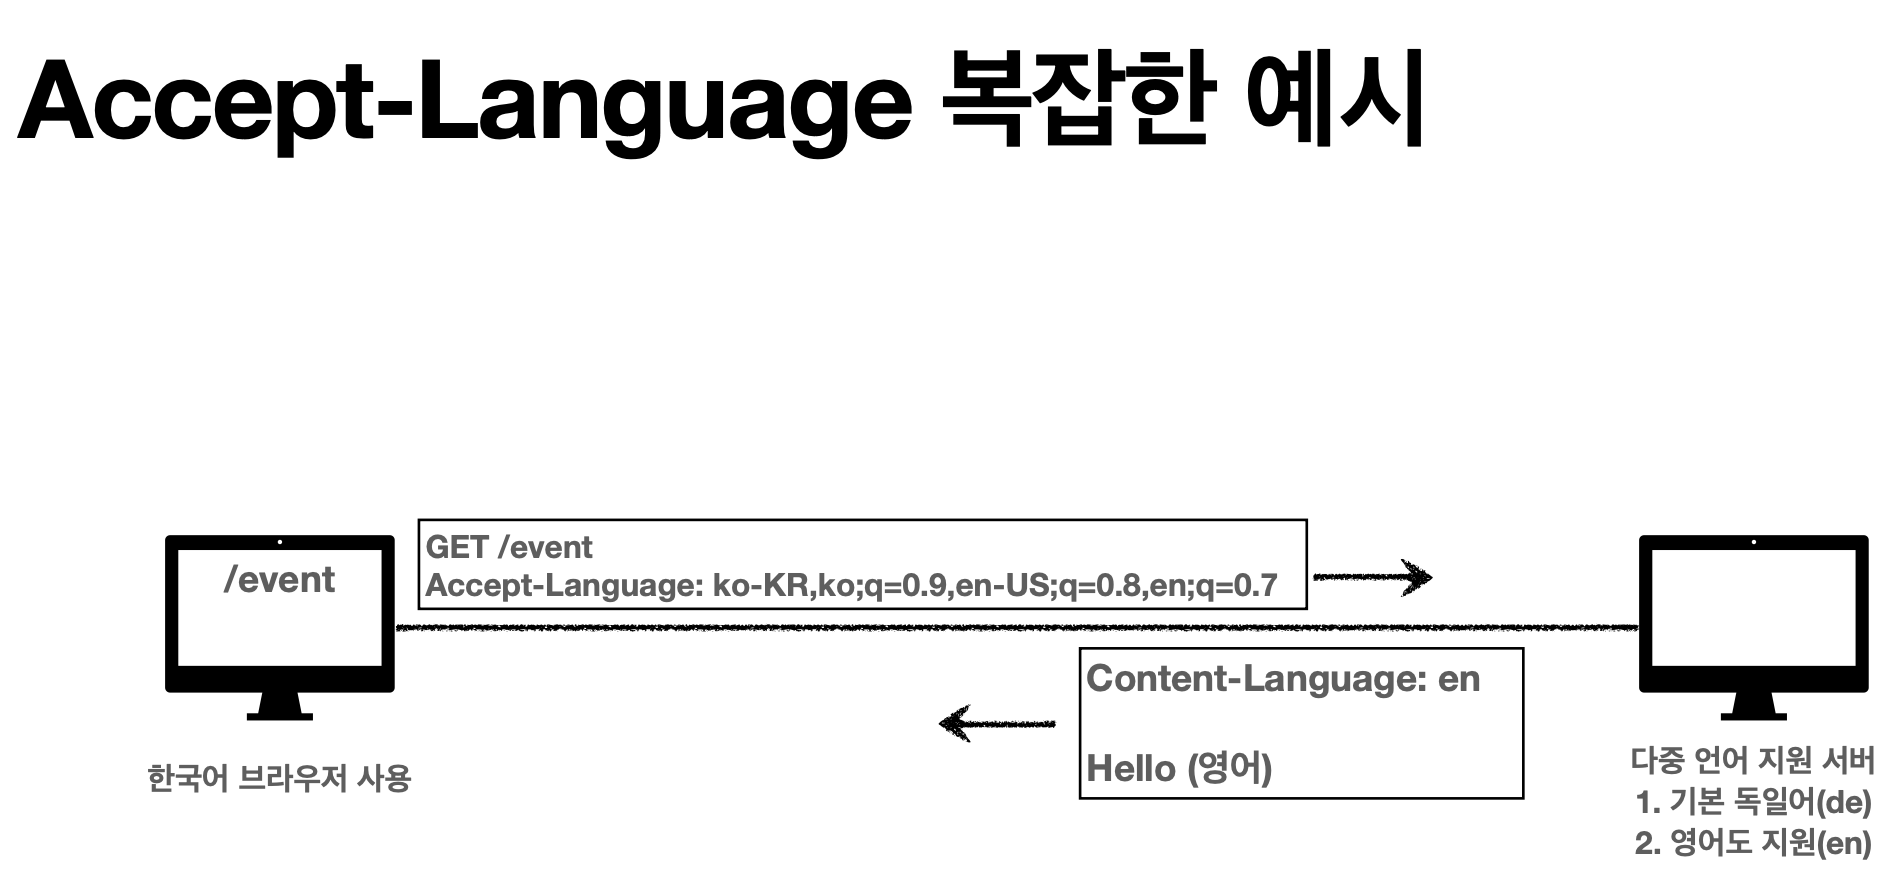 Accept-Language 복잡한 예시
/event
GET /event
Accept-Language: ko-KR,ko;q=0.9,en-US;q=0.8,en;q=0.7
Content-Language: en
Hello (영어)
한국어 브라우저 사용
다중 언어 지원 서버
1. 기본 독일어(de)
2. 영어도 지원(en)